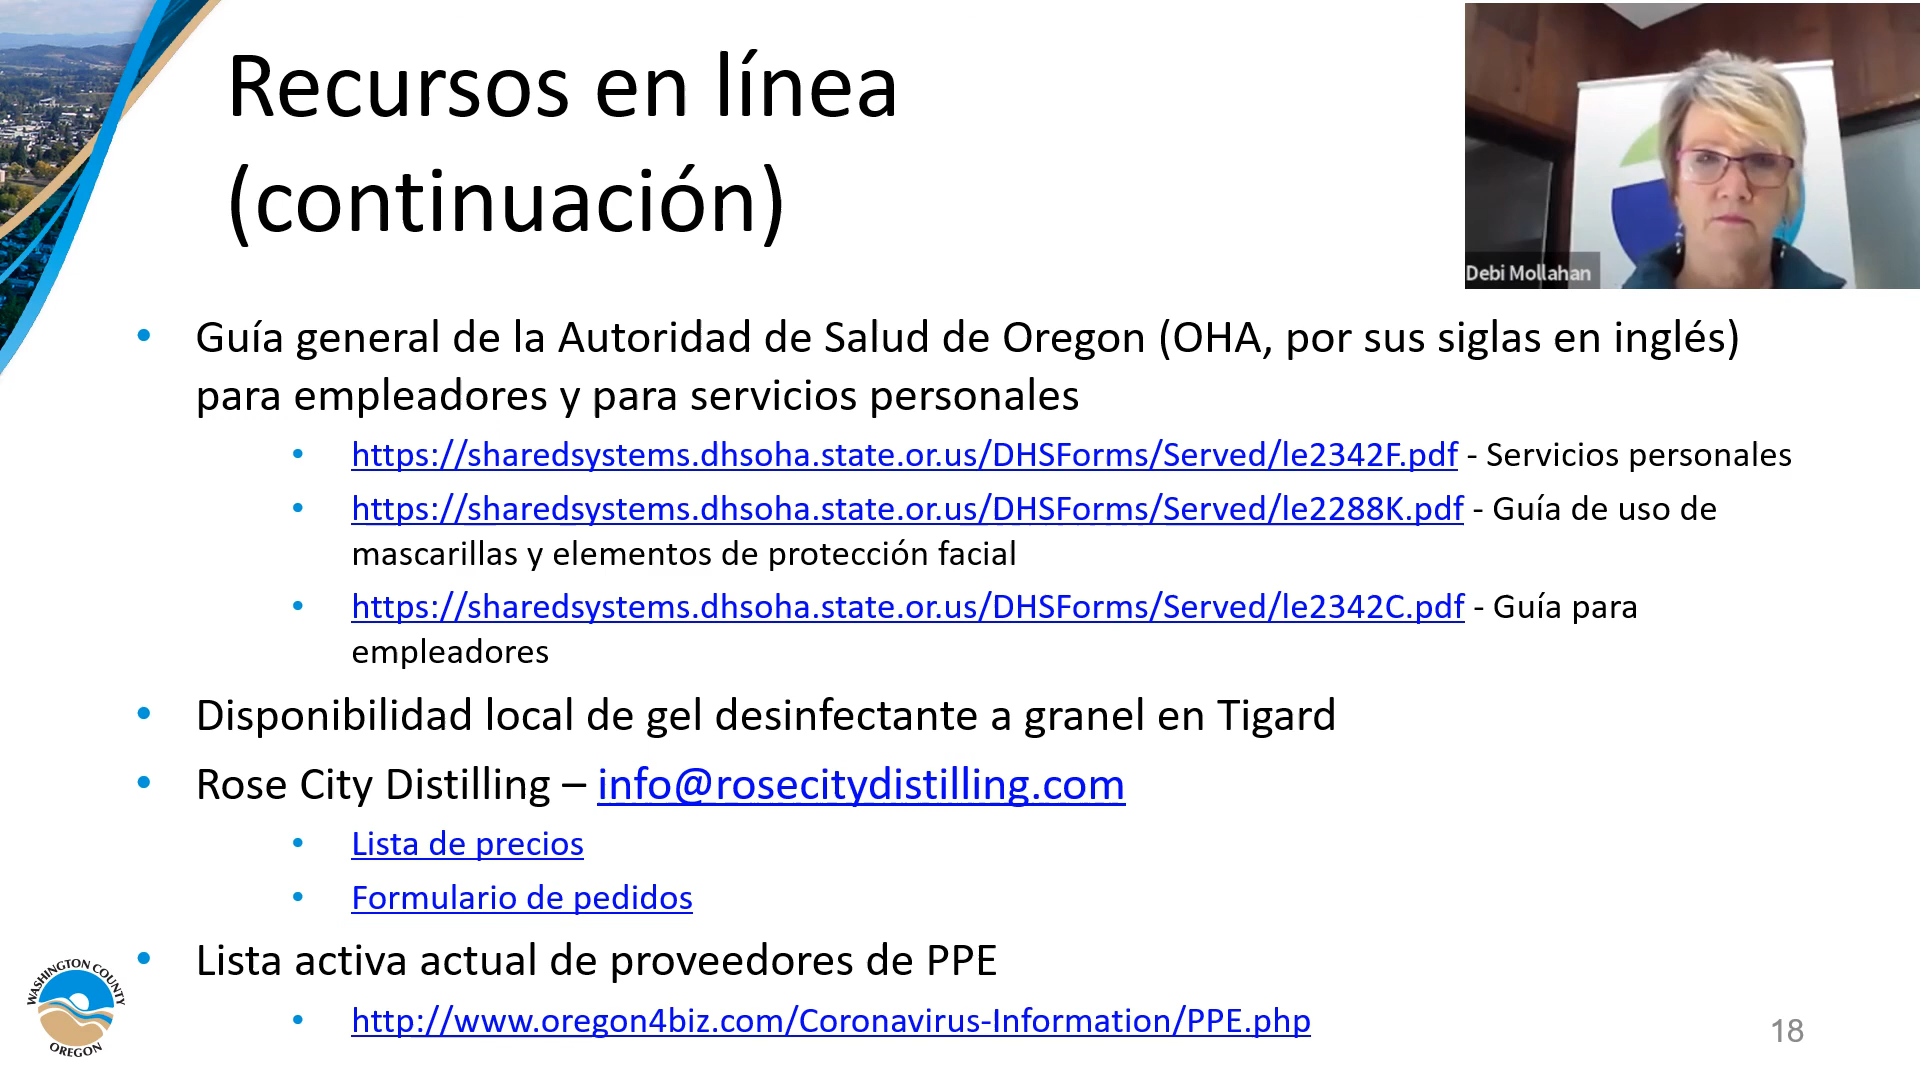 Recursos en línea
(continuación)
Debi Mollahan
• Guía general de la Autoridad de Salud de Oregon (OHA, por sus siglas en inglés)
para empleadores y para servicios personales
• https://sharedsystems.dhsoha.state.or.us/DHSForms/Served/le2342F.pdf - Servicios personales
• https://sharedsystems.dhsoha.state.or.us/DHSForms/Served/le2288K.pdf - Guía de uso de
mascarillas y elementos de protección facial
• https://sharedsystems.dhsoha.state.or.us/DHSForms/Served/le2342C.pdf - Guía para
empleadores
• Disponibilidad local de gel desinfectante a granel en Tigard
• Rose City Distilling – info@rosecitydistilling.com
• Lista de precios
• Formulario de pedidos
• Lista activa actual de proveedores de PPE
• http://www.oregon4biz.com/Coronavirus-Information/PPE.php
WASHINGTON COUNTY
OREGON
18